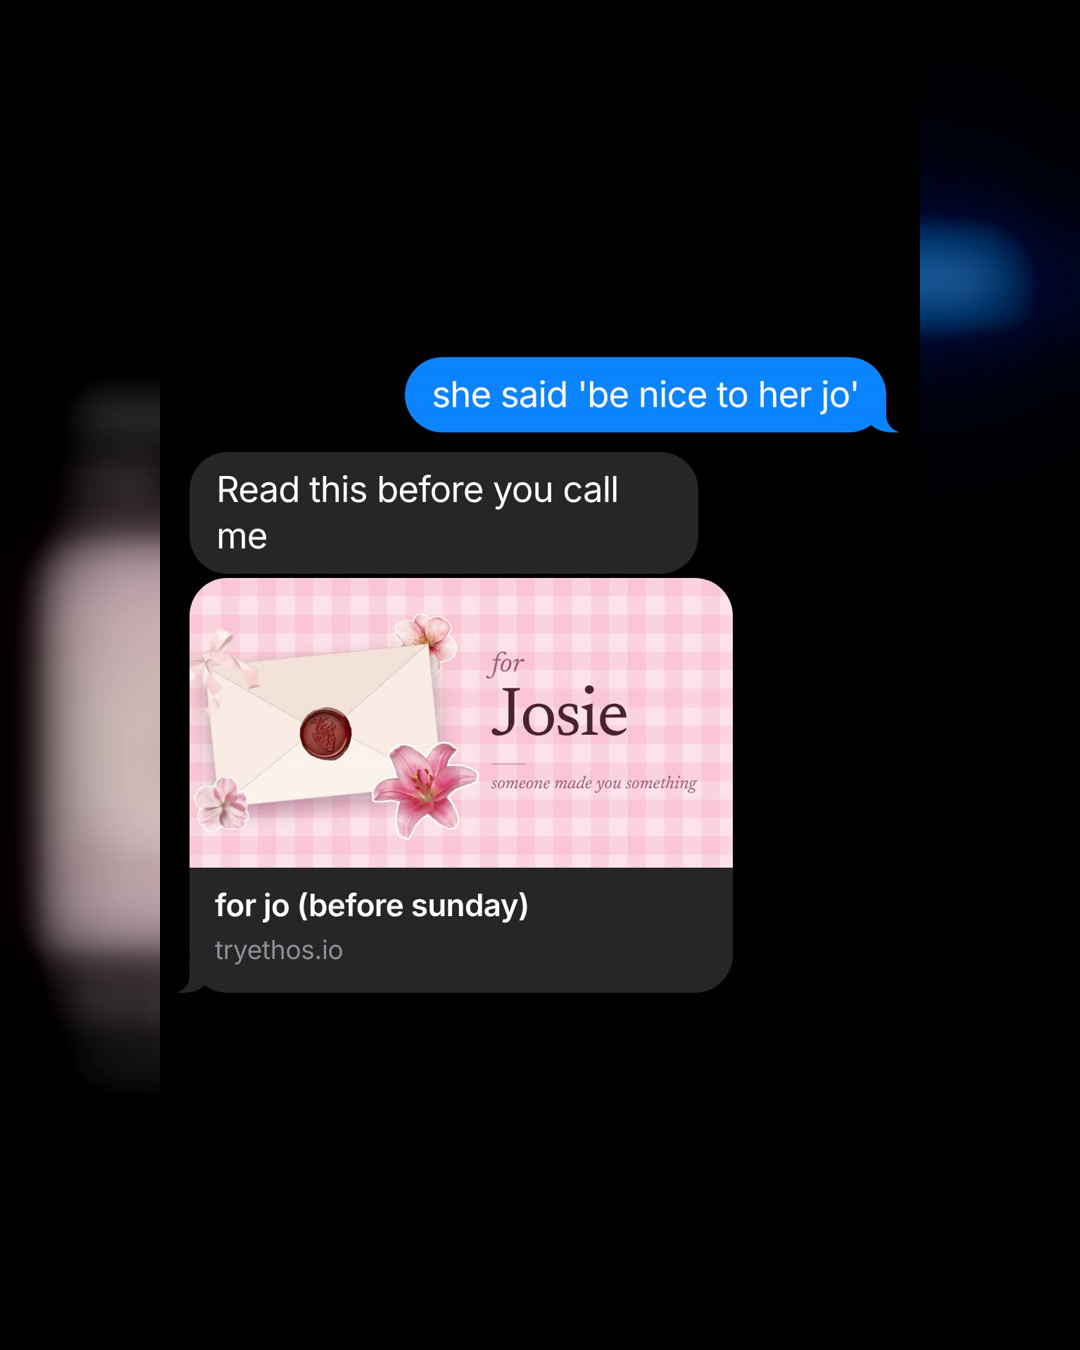 she said 'be nice to her jo'
Read this before you call
me
for
Josie
someone made you something
for jo (before sunday)
tryethos.io